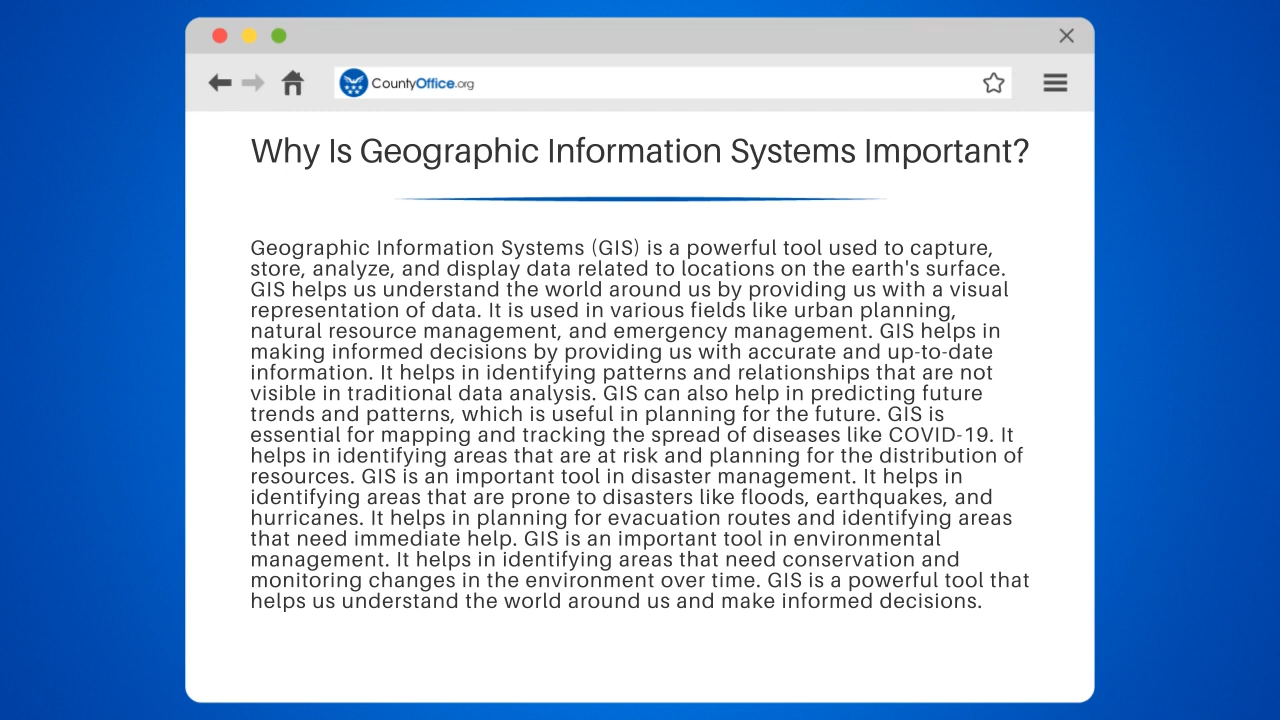 CountyOffice.org
Why Is Geographic Information Systems Important?
Geographic Information Systems (GIS) is a powerful tool used to capture,
store, analyze, and display data related to locations on the earth's surface.
GIS helps us understand the world around us by providing us with a visual
representation of data. It is used in various fields like urban planning,
natural resource management, and emergency management. GIS helps in
making informed decisions by providing us with accurate and up-to-date
information. It helps in identifying patterns and relationships that are not
visible in traditional data analysis. GIS can also help in predicting future
trends and patterns, which is useful in planning for the future. GIS is
essential for mapping and tracking the spread of diseases like COVID-19. It
helps in identifying areas that are at risk and planning for the distribution of
resources. GIS is an important tool in disaster management. It helps in
identifying areas that are prone to disasters like floods, earthquakes, and
hurricanes. It helps in planning for evacuation routes and identifying areas
that need immediate help. GIS is an important tool in environmental
management. It helps in identifying areas that need conservation and
monitoring changes in the environment over time. GIS is a powerful tool that
helps us understand the world around us and make informed decisions.